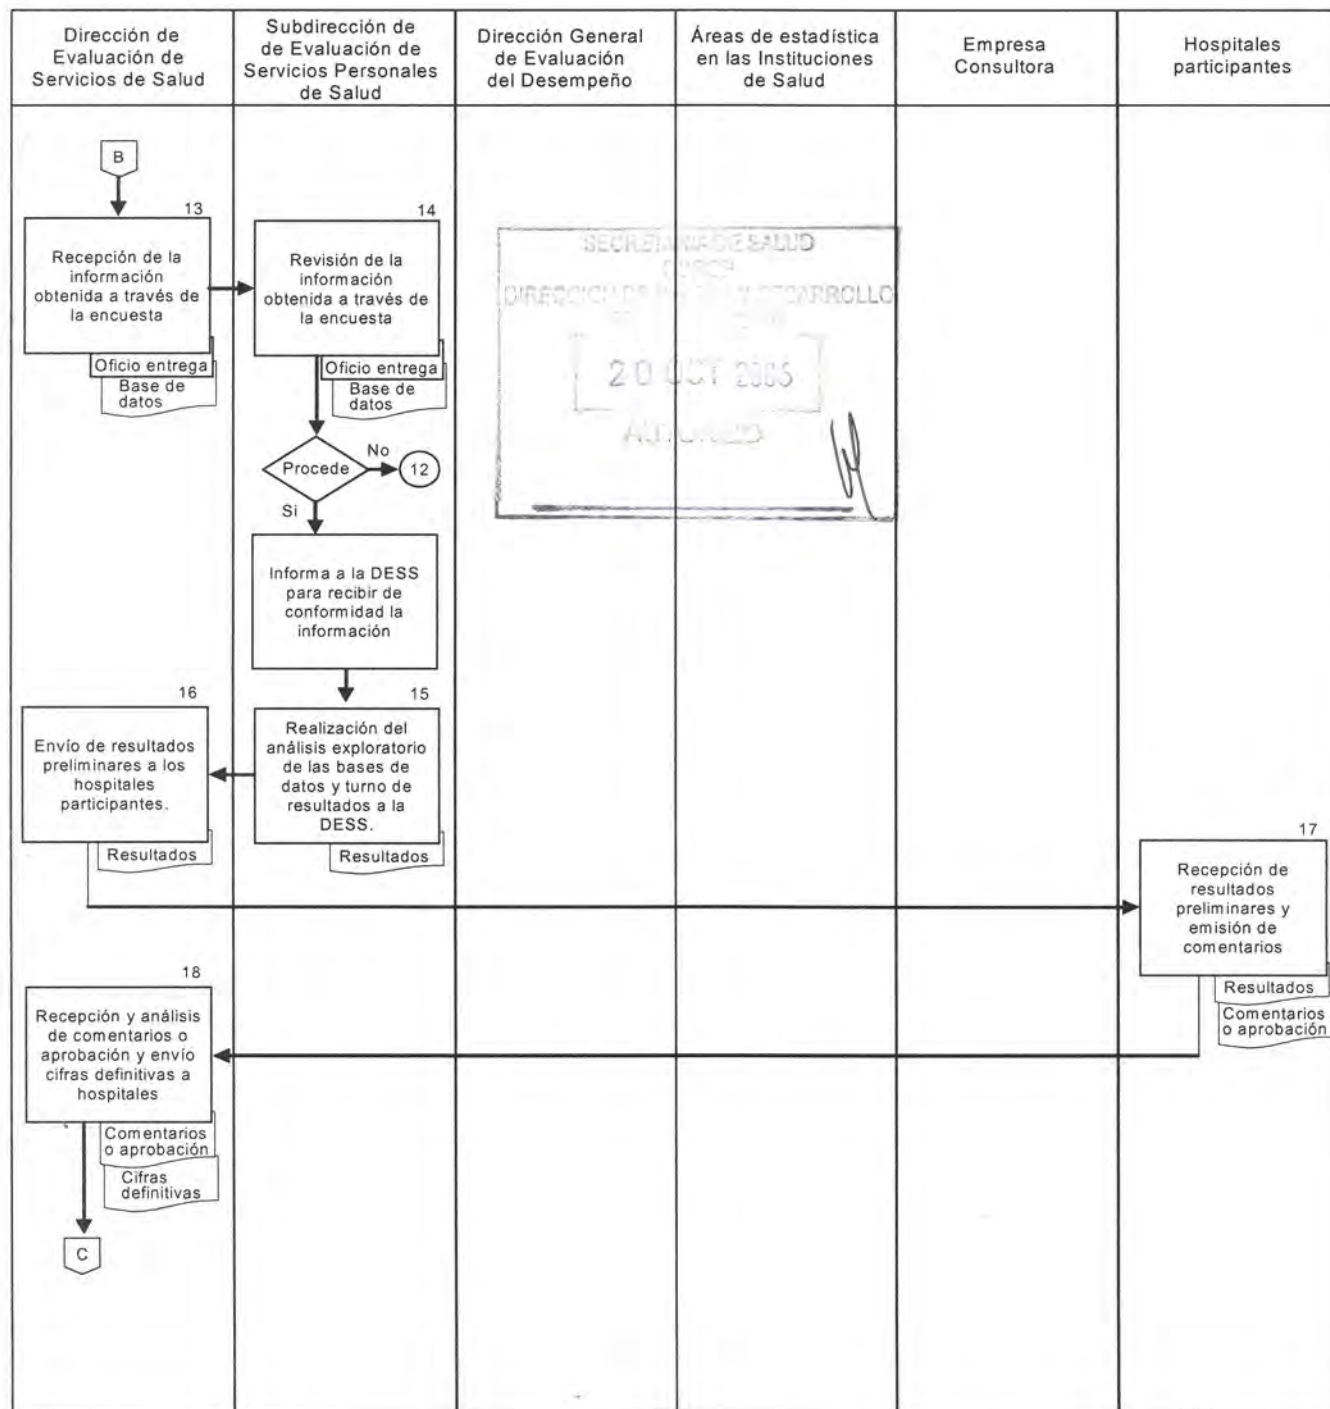 Dirección de
Evaluación de
Servicios de Salud
Subdirección de
de Evaluación de
Servicios Personales
de Salud
Dirección General
de Evaluación
del Desempeño
Áreas de estadística
en las Instituciones
de Salud
Empresa
Consultora
Hospitales
participantes
B
13
Recepción de la
información
obtenida a través de
la encuesta
Oficio entrega
Base de
datos
14
Revisión de la
información
obtenida a través de
la encuesta
Oficio entrega
Base de
datos
SECRETARIA DE SALUD
DIRECCION DE DESARROLLO
20 OCT
Procede
No
12
Si
Informa a la DESS
para recibir de
conformidad la
información
15
Realización del
análisis exploratorio
de las bases de
datos y turno de
resultados a la
DESS.
Resultados
16
Envío de resultados
preliminares a los
hospitales
participantes.
Resultados
17
Recepción de
resultados
preliminares y
emisión de
comentarios
Resultados
Comentarios
o aprobación
18
Recepción y análisis
de comentarios o
aprobación y envío
cifras definitivas a
hospitales
Comentarios
o aprobación
Cifras
definitivas
C